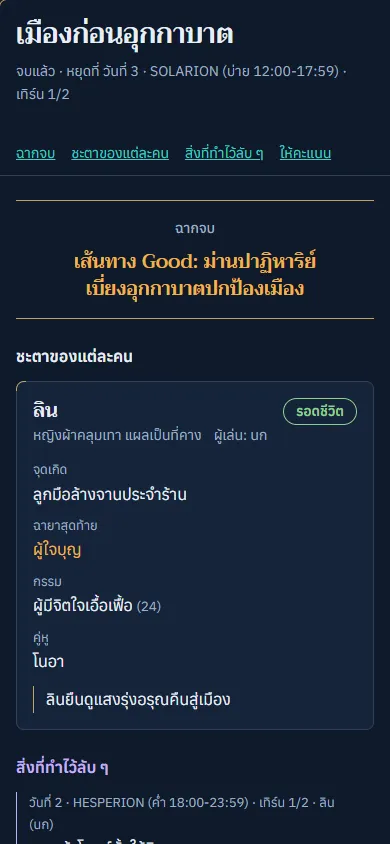 เมืองก่อนอุกกาบาต
จบแล้ว · หยุดที่ วันที่ 3 · SOLARION (บ่าย 12:00-17:59) ·
เทิร์น 1/2
ฉากจบ ชะตาของแต่ละคน สิ่งที่ทำไว้ลับ ๆ ให้คะแนน
ฉากจบ
เส้นทาง Good: ม่านปาฏิหาริย์
เบี่ยงอุกกาบาตปกป้องเมือง
ชะตาของแต่ละคน
ลิน รอดชีวิต
หญิงผ้าคลุมเทา แผลเป็นที่คาง ผู้เล่น: นก
จุดเกิด
ลูกมือล้างจานประจำร้าน
ฉายาสุดท้าย
ผู้ใจบุญ
กรรม
ผู้มีจิตใจเอื้อเฟื้อ (24)
คู่หู
โนอา
ลินยืนดูแสงรุ่งอรุณคืนสู่เมือง
สิ่งที่ทำไว้ลับ ๆ
วันที่ 2 · HESPERION (ค่ำ 18:00-23:59) · เทิร์น 1/2 · ลิน
(นก)